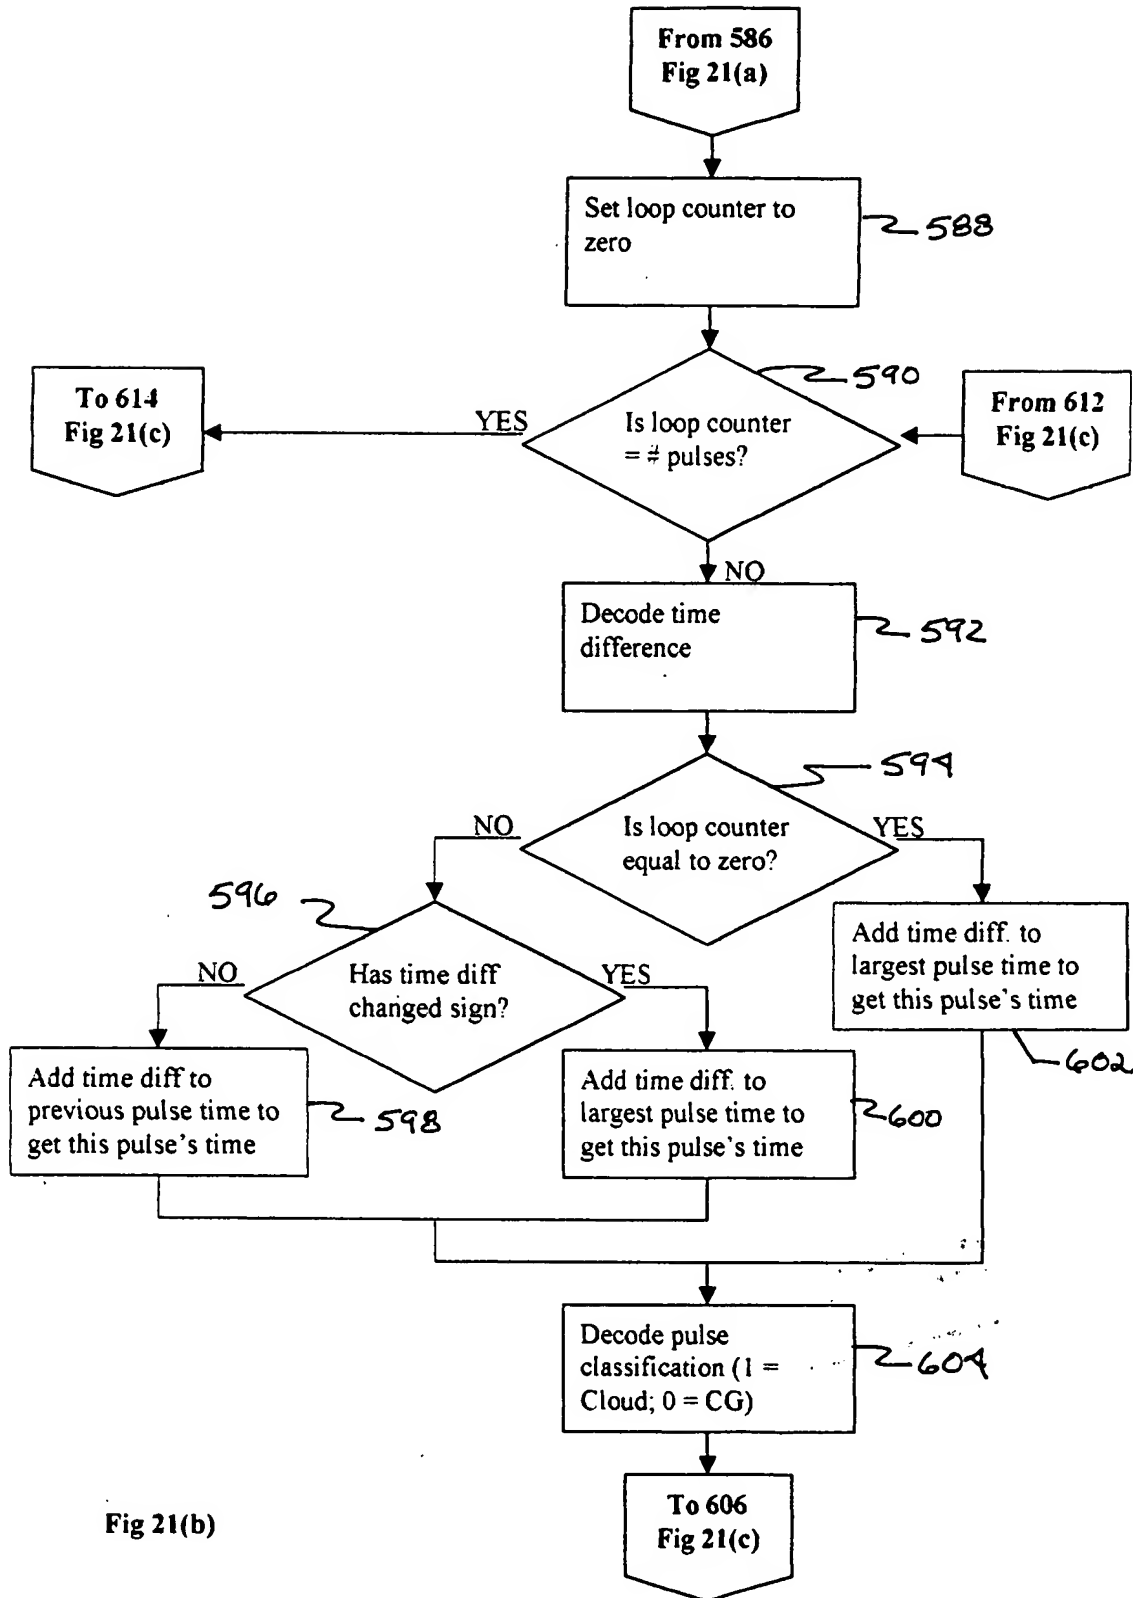 From 586
Fig 21(a)
Set loop counter to
zero
588
590
To 614
Fig 21(c)
YES
Is loop counter
= # pulses?
From 612
Fig 21(c)
NO
Decode time
difference
592
594
NO
Is loop counter
equal to zero?
YES
596
NO
Has time diff
changed sign?
YES
Add time diff. to
largest pulse time to
get this pulse's time
602
Add time diff to
previous pulse time to
get this pulse's time
598
Add time diff. to
largest pulse time to
get this pulse's time
600
Decode pulse
classification (1 =
Cloud; 0 = CG)
604
Fig 21(b)
To 606
Fig 21(c)